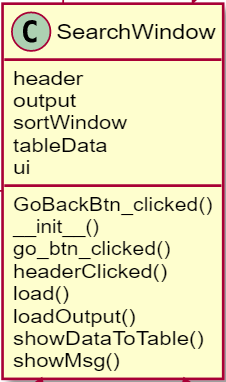 C SearchWindow
header
output
sortWindow
tableData
ui
GoBackBtn_clicked()
__init__()
go_btn_clicked()
headerClicked()
load()
loadOutput()
showDataToTable()
showMsg()